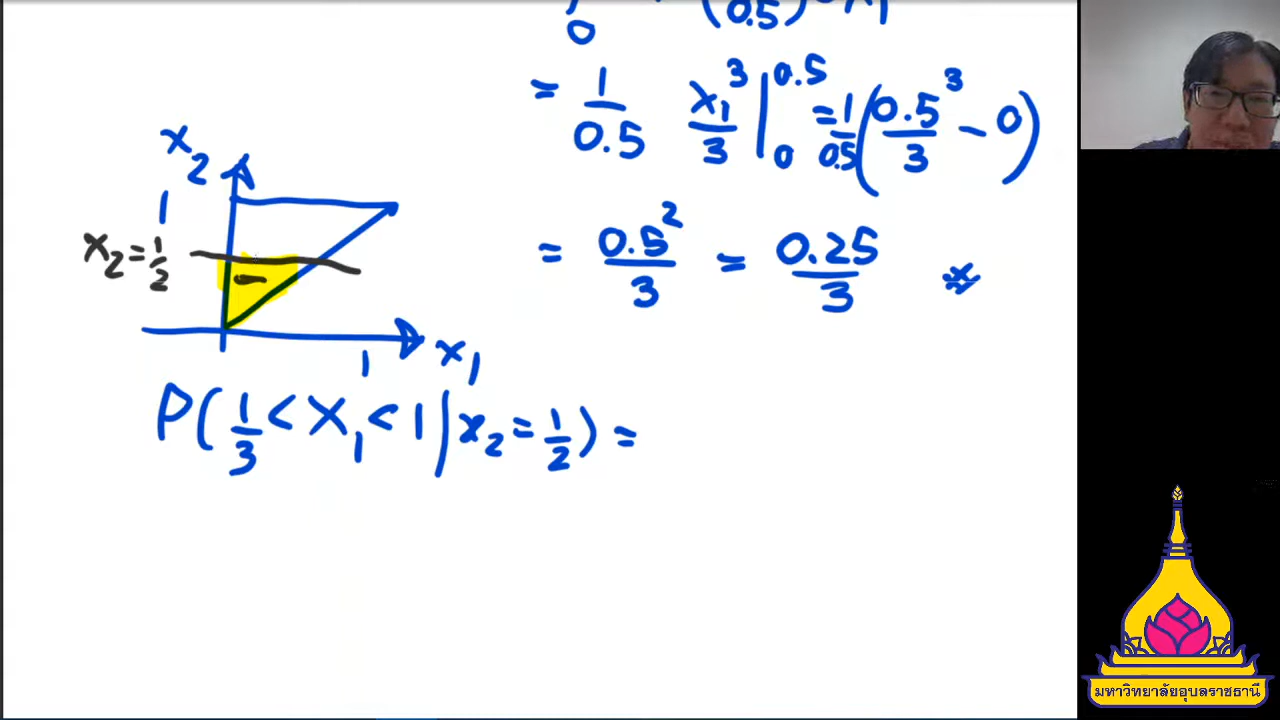 0 (0.5)
= 1/0.5 x₁³/3 |₀^0.5 = 1/0.5 (0.5³/3 - 0)
= 0.5²/3 = 0.25/3
x₂
1
x₂ = 1/2
1
x₁
P(1/3 < X₁ < 1 | x₂ = 1/2) =
มหาวิทยาลัยอุบลราชธานี